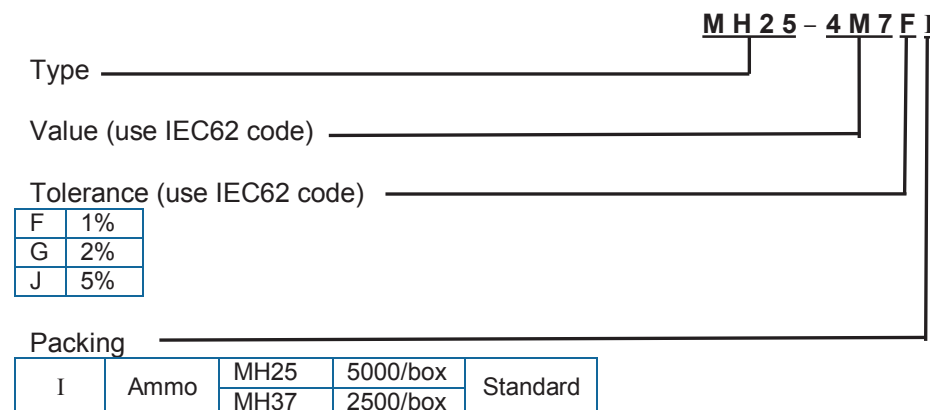 MH25 – 4M7F I
Type
Value (use IEC62 code)
Tolerance (use IEC62 code)
F 1%
G 2%
J 5%
Packing
I Ammo MH25 5000/box Standard
MH37 2500/box